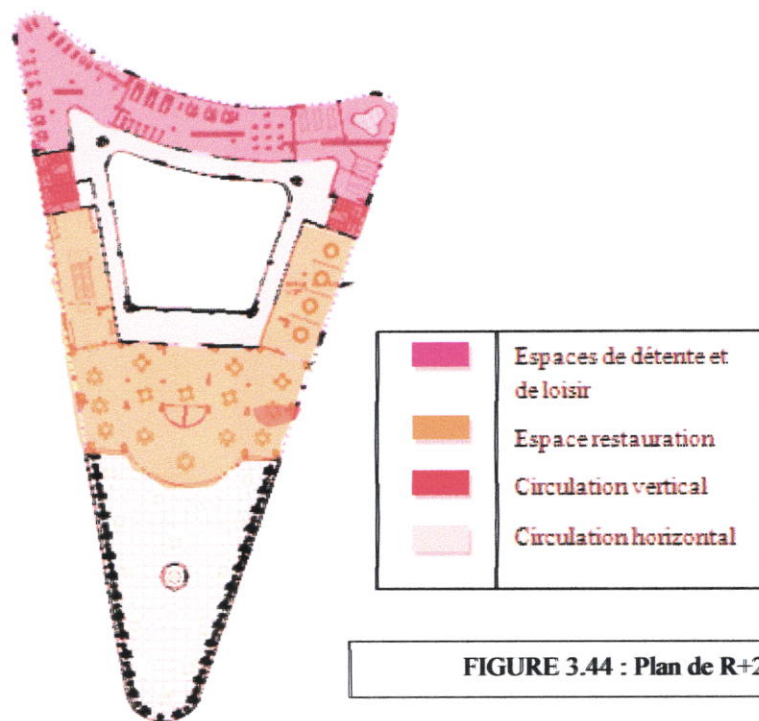 Espaces de détente et
de loisir
Espace restauration
Circulation vertical
Circulation horizontal
FIGURE 3.44 : Plan de R+2